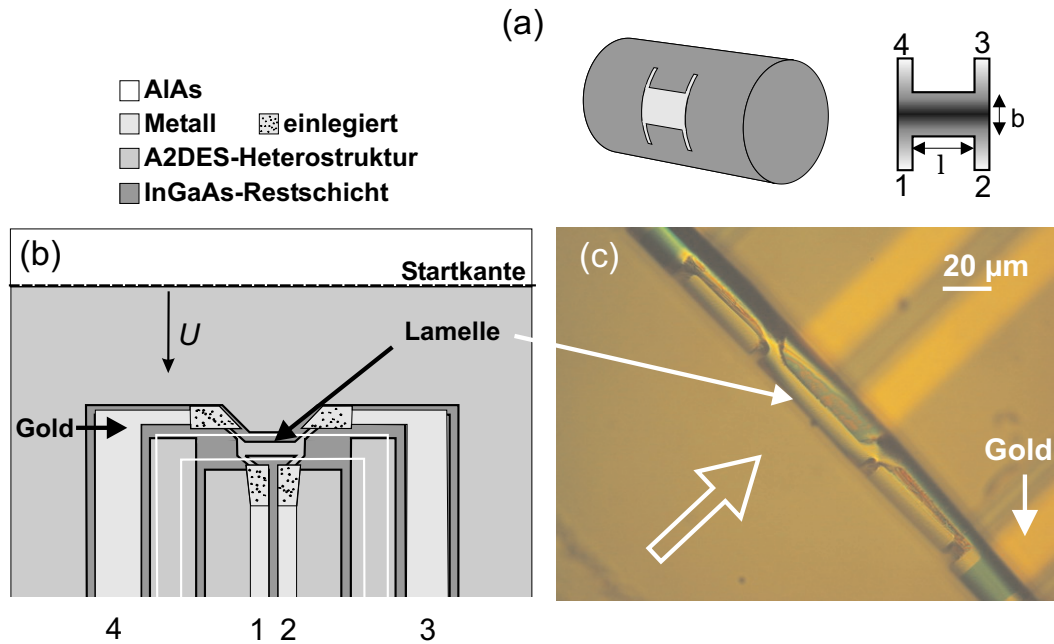 (a)
AlAs
Metall
einlegiert
A2DES-Heterostruktur
InGaAs-Restschicht
4 3
b
l
1 2
(b)
Startkante
U
Lamelle
Gold
4 1 2 3
(c)
20 µm
Gold